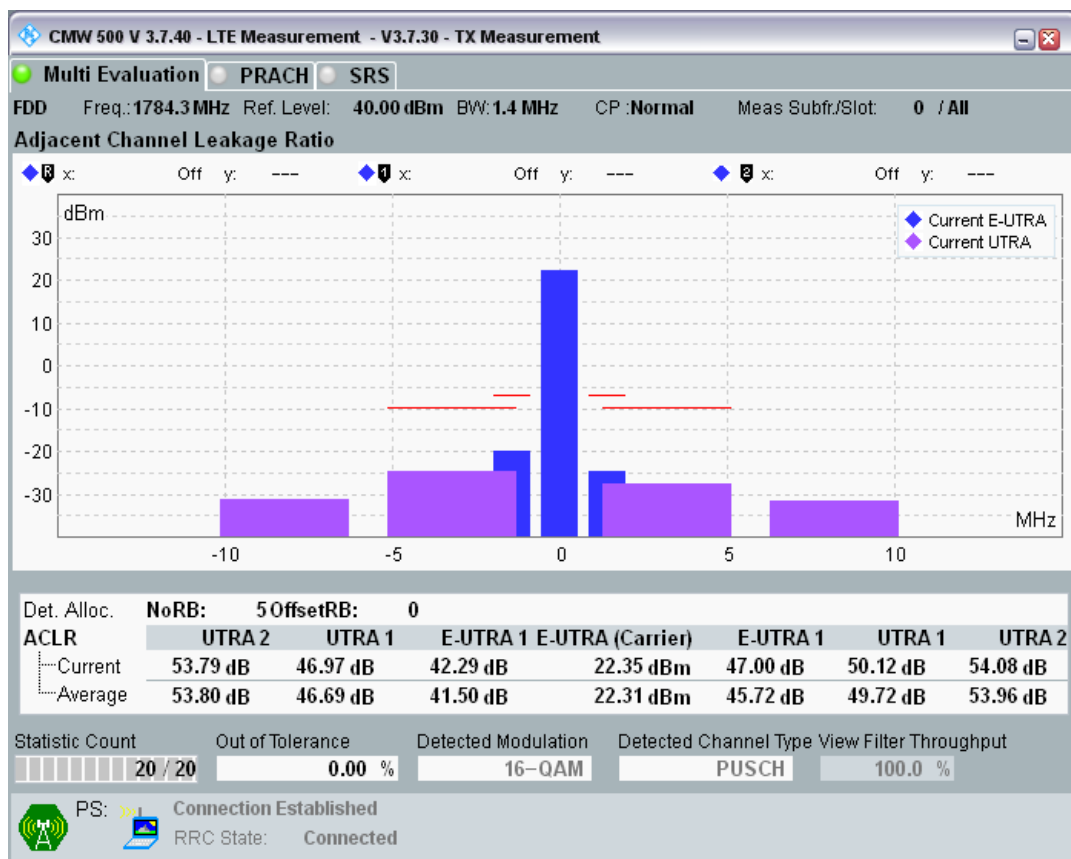 CMW 500 V 3.7.40 - LTE Measurement - V3.7.30 - TX Measurement
Multi Evaluation PRACH SRS
FDD Freq.: 1784.3 MHz Ref. Level: 40.00 dBm BW: 1.4 MHz CP : Normal Meas Subfr./Slot: 0 / All
Adjacent Channel Leakage Ratio
R x: Off y: --- 1 x: Off y: --- 2 x: Off y: ---
dBm
Current E-UTRA
Current UTRA
30
20
10
0
-10
-20
-30
MHz
-10 -5 0 5 10
Det. Alloc. NoRB: 5 OffsetRB: 0
ACLR UTRA 2 UTRA 1 E-UTRA 1 E-UTRA (Carrier) E-UTRA 1 UTRA 1 UTRA 2
Current 53.79 dB 46.97 dB 42.29 dB 22.35 dBm 47.00 dB 50.12 dB 54.08 dB
Average 53.80 dB 46.69 dB 41.50 dB 22.31 dBm 45.72 dB 49.72 dB 53.96 dB
Statistic Count Out of Tolerance Detected Modulation Detected Channel Type View Filter Throughput
20 / 20 0.00 % 16-QAM PUSCH 100.0 %
PS: Connection Established
RRC State: Connected